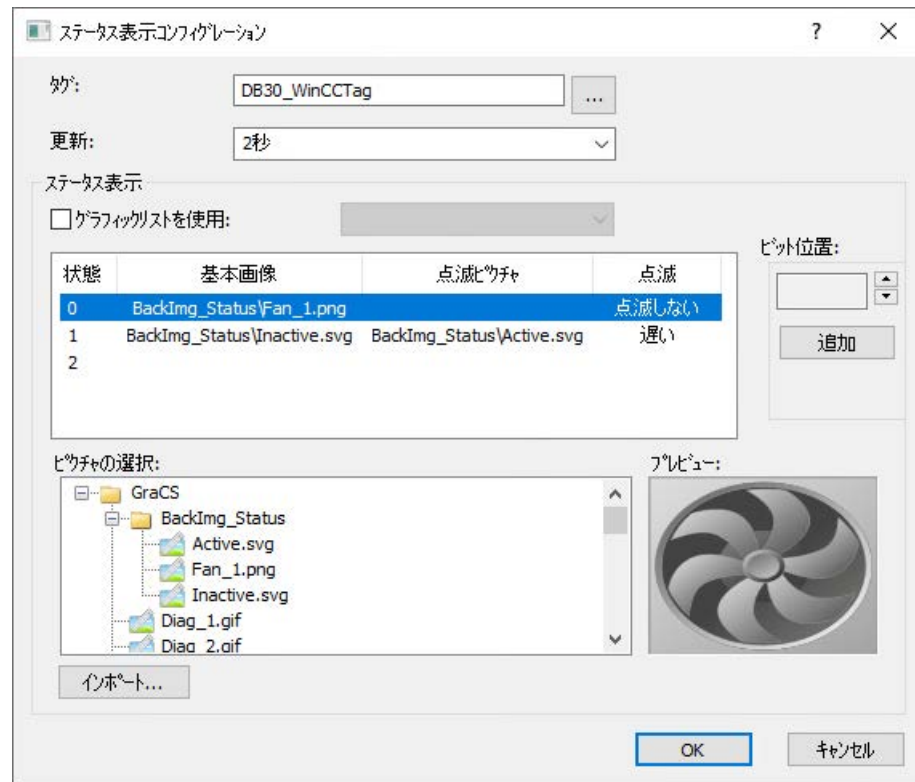 ステータス表示コンフィグレーション
タグ:
DB30_WinCCTag
...
更新:
2秒
ステータス表示
グラフィックリストを使用:
ビット位置:
状態 基本画像 点滅ピクチャ 点滅
0 BackImg_Status\Fan_1.png 点滅しない
1 BackImg_Status\Inactive.svg BackImg_Status\Active.svg 遅い
2
追加
ピクチャの選択:
プレビュー:
GraCS
BackImg_Status
Active.svg
Fan_1.png
Inactive.svg
Diag_1.gif
Diag_2.gif
インポート...
OK
キャンセル